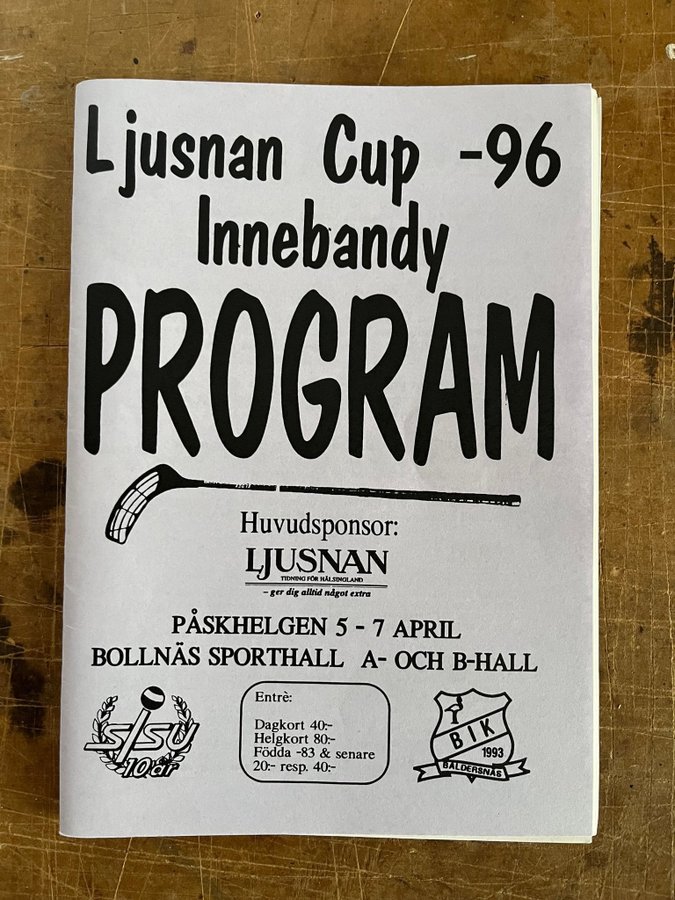 Ljusnan Cup -96
Innebandy
PROGRAM
Huvudsponsor:
LJUSNAN
TIDNING FÖR HÄLSINGLAND
– ger dig alltid något extra
PÅSKHELGEN 5 - 7 APRIL
BOLLNÄS SPORTHALL A- OCH B-HALL
SISU
10 år
Entrè:
Dagkort 40:-
Helgkort 80:-
Födda -83 & senare
20:- resp. 40:-
BIK
1993
BALDERSNÄS